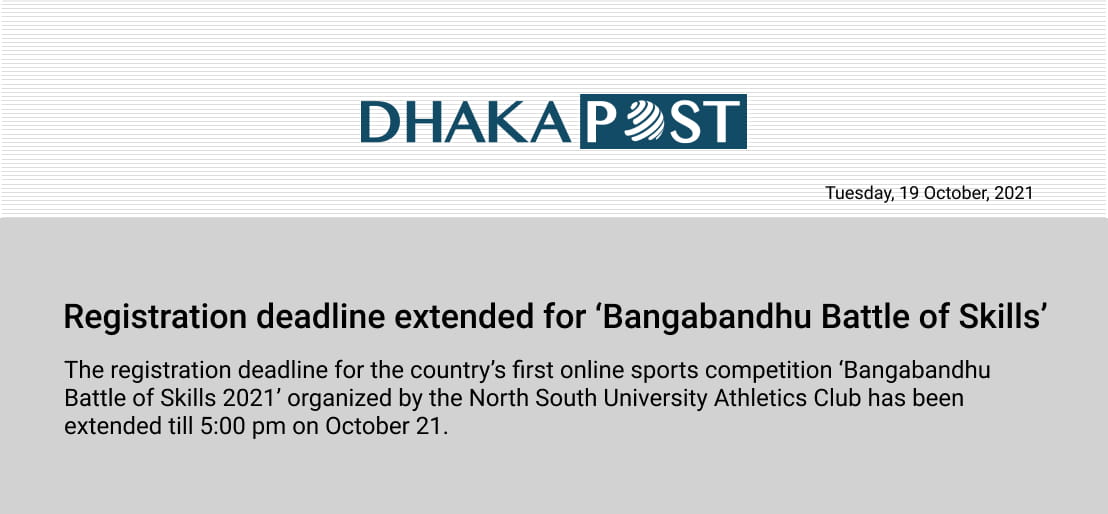 DHAKA POST
Tuesday, 19 October, 2021
Registration deadline extended for ‘Bangabandhu Battle of Skills’
The registration deadline for the country’s first online sports competition ‘Bangabandhu
Battle of Skills 2021’ organized by the North South University Athletics Club has been
extended till 5:00 pm on October 21.